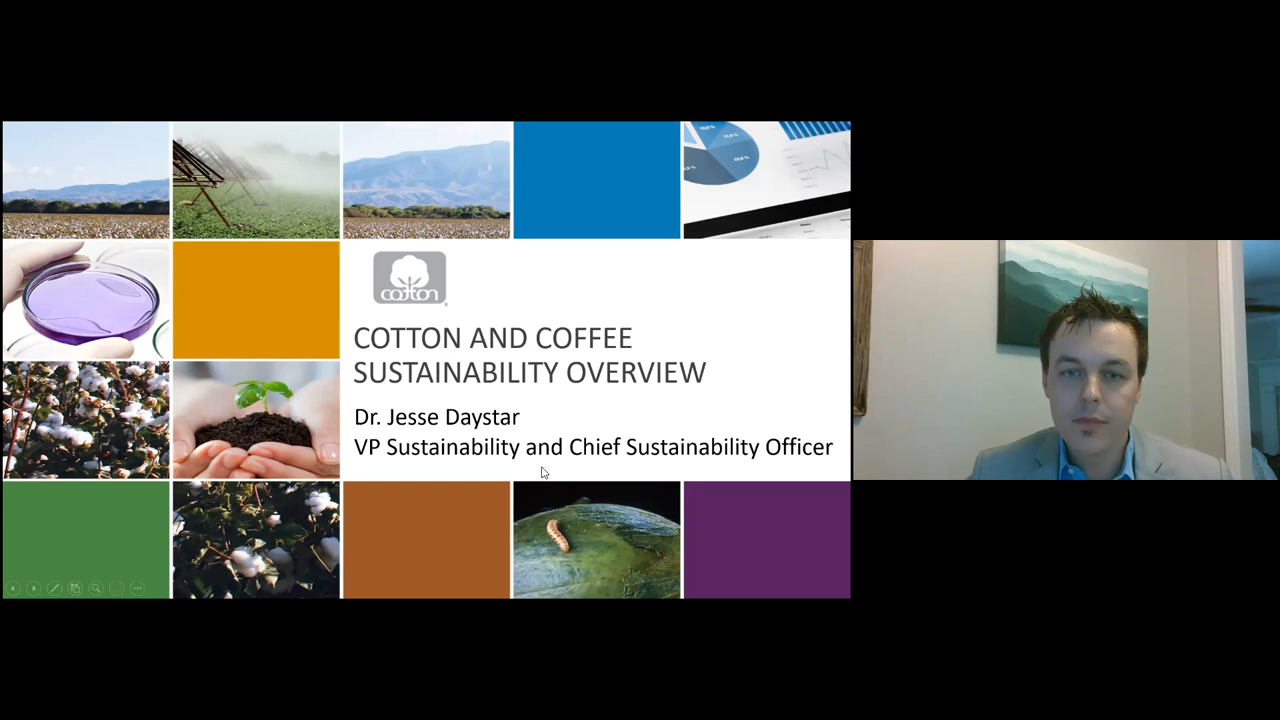 cotton
COTTON AND COFFEE
SUSTAINABILITY OVERVIEW
Dr. Jesse Daystar
VP Sustainability and Chief Sustainability Officer